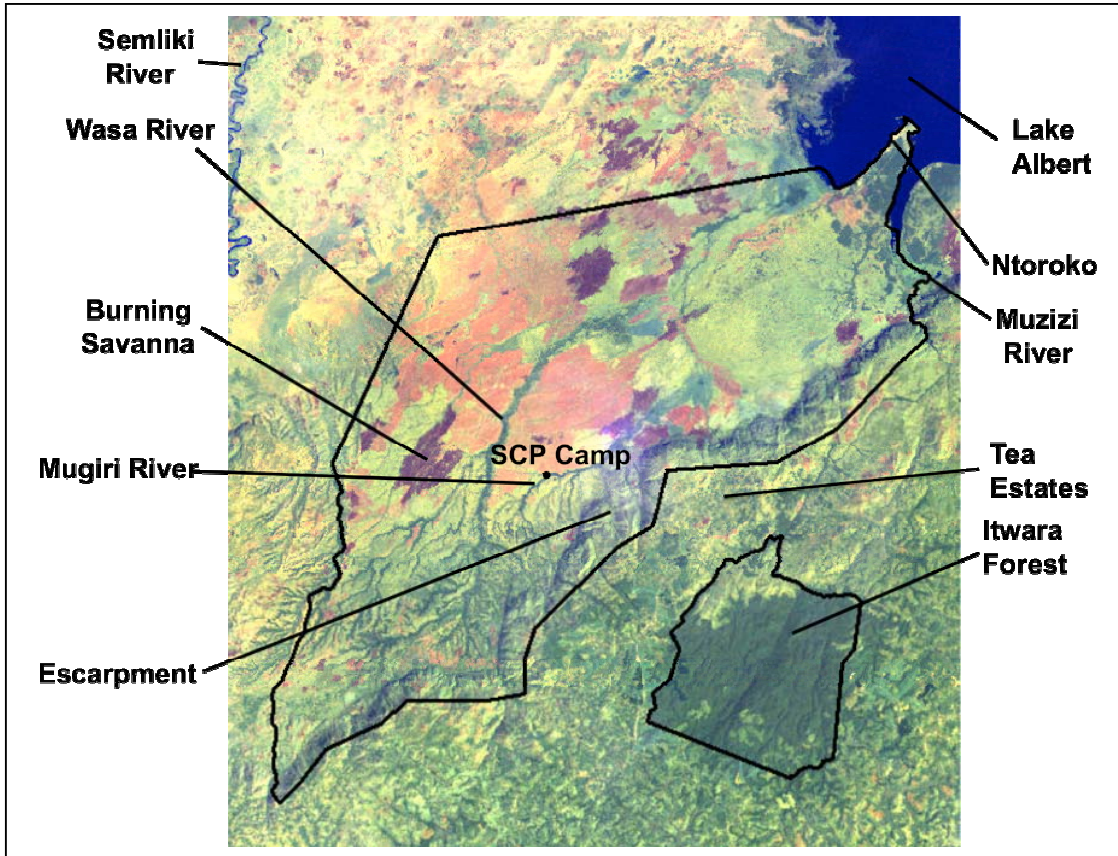 Semliki
River
Wasa River
Lake
Albert
Ntoroko
Burning
Savanna
Muzizi
River
SCP Camp
Mugiri River
Tea
Estates
Itwara
Forest
Escarpment